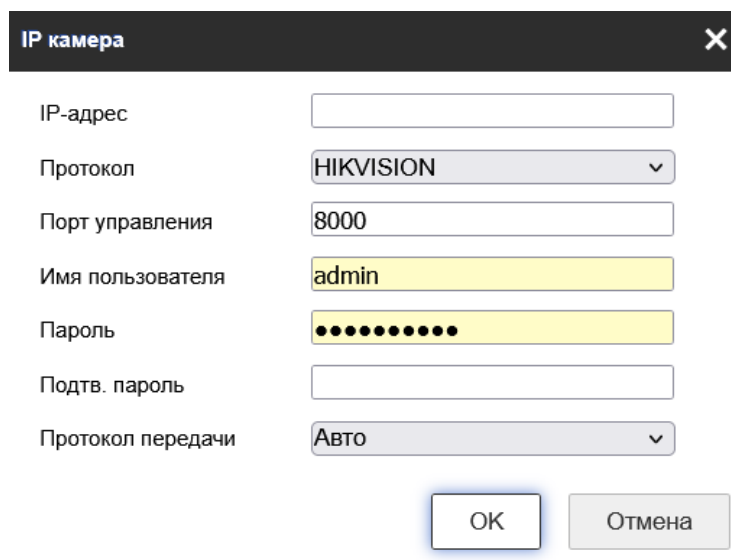 IP камера
IP-адрес
Протокол HIKVISION
Порт управления 8000
Имя пользователя admin
Пароль ●●●●●●●●●●
Подтв. пароль
Протокол передачи Авто
OK Отмена